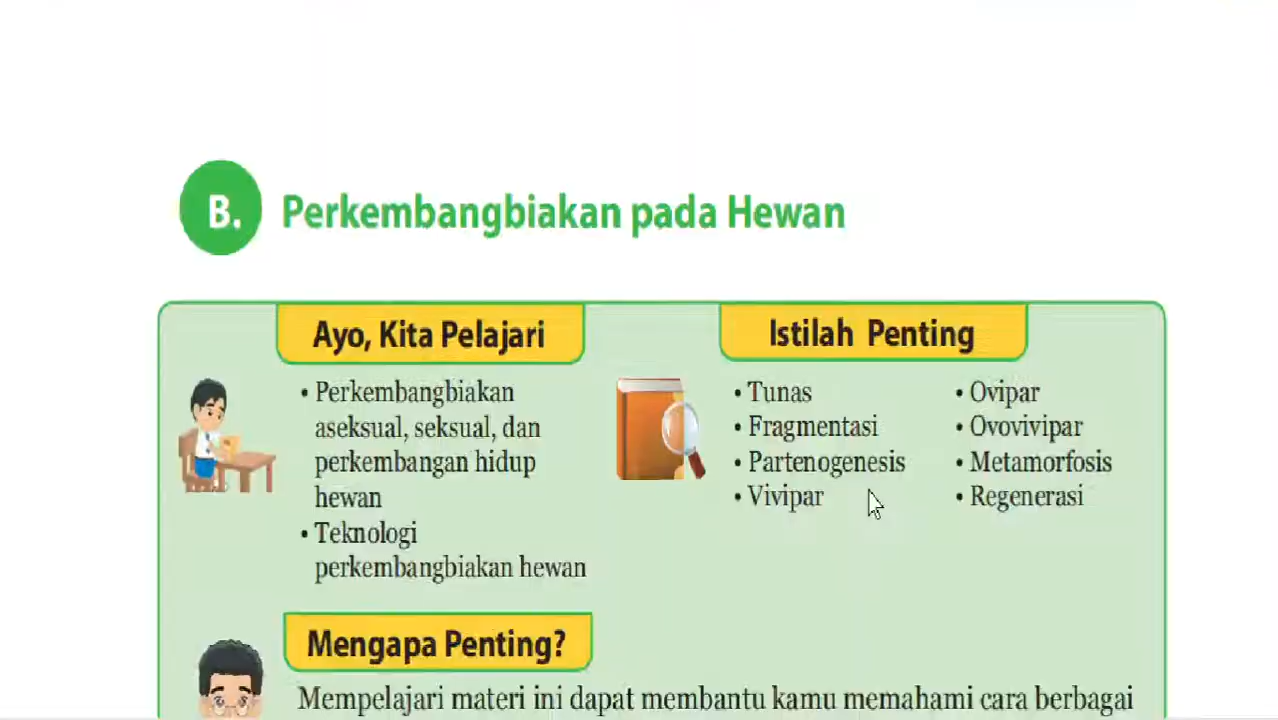 B. Perkembangbiakan pada Hewan
Ayo, Kita Pelajari
• Perkembangbiakan
aseksual, seksual, dan
perkembangan hidup
hewan
• Teknologi
perkembangbiakan hewan
Istilah Penting
• Tunas
• Fragmentasi
• Partenogenesis
• Vivipar
• Ovipar
• Ovovivipar
• Metamorfosis
• Regenerasi
Mengapa Penting?
Mempelajari materi ini dapat membantu kamu memahami cara berbagai